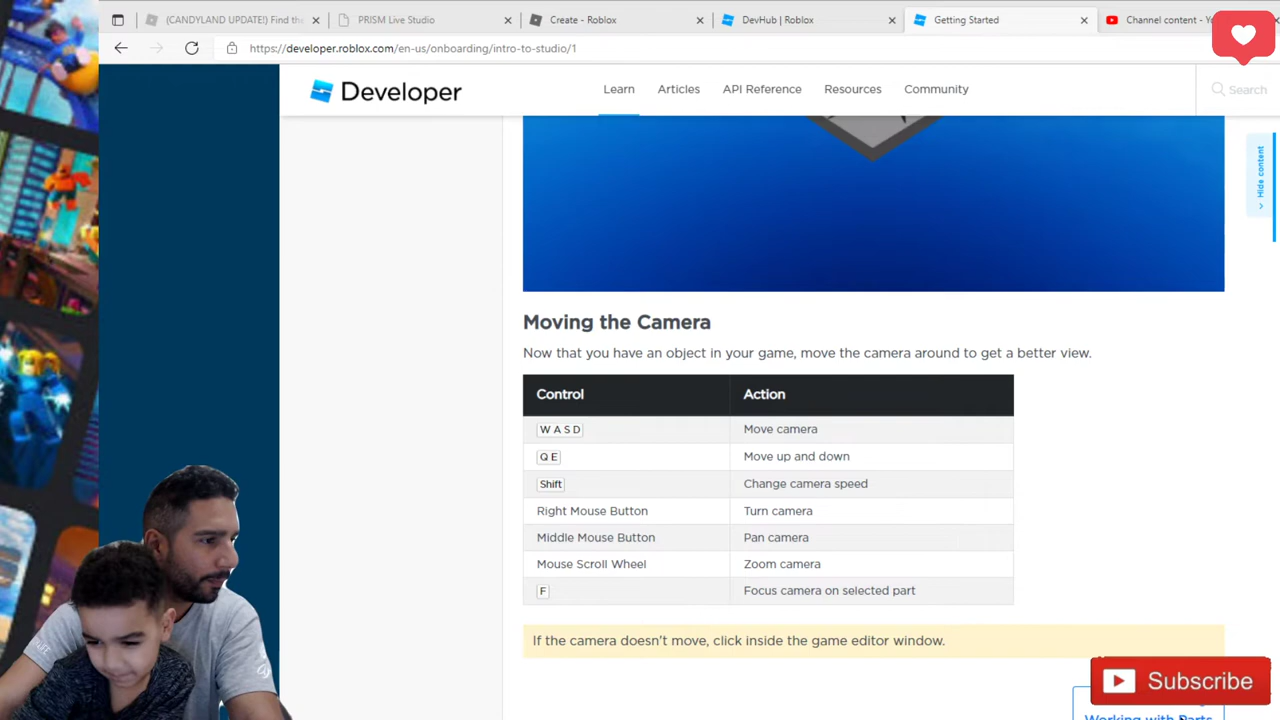 (CANDYLAND UPDATE!) Find the
PRISM Live Studio
Create - Roblox
DevHub | Roblox
Getting Started
Channel content - Y
https://developer.roblox.com/en-us/onboarding/intro-to-studio/1
Developer
Learn
Articles
API Reference
Resources
Community
Search
Hide content
Moving the Camera
Now that you have an object in your game, move the camera around to get a better view.
Control Action
W A S D Move camera
Q E Move up and down
Shift Change camera speed
Right Mouse Button Turn camera
Middle Mouse Button Pan camera
Mouse Scroll Wheel Zoom camera
F Focus camera on selected part
If the camera doesn't move, click inside the game editor window.
Subscribe
Working with Parts